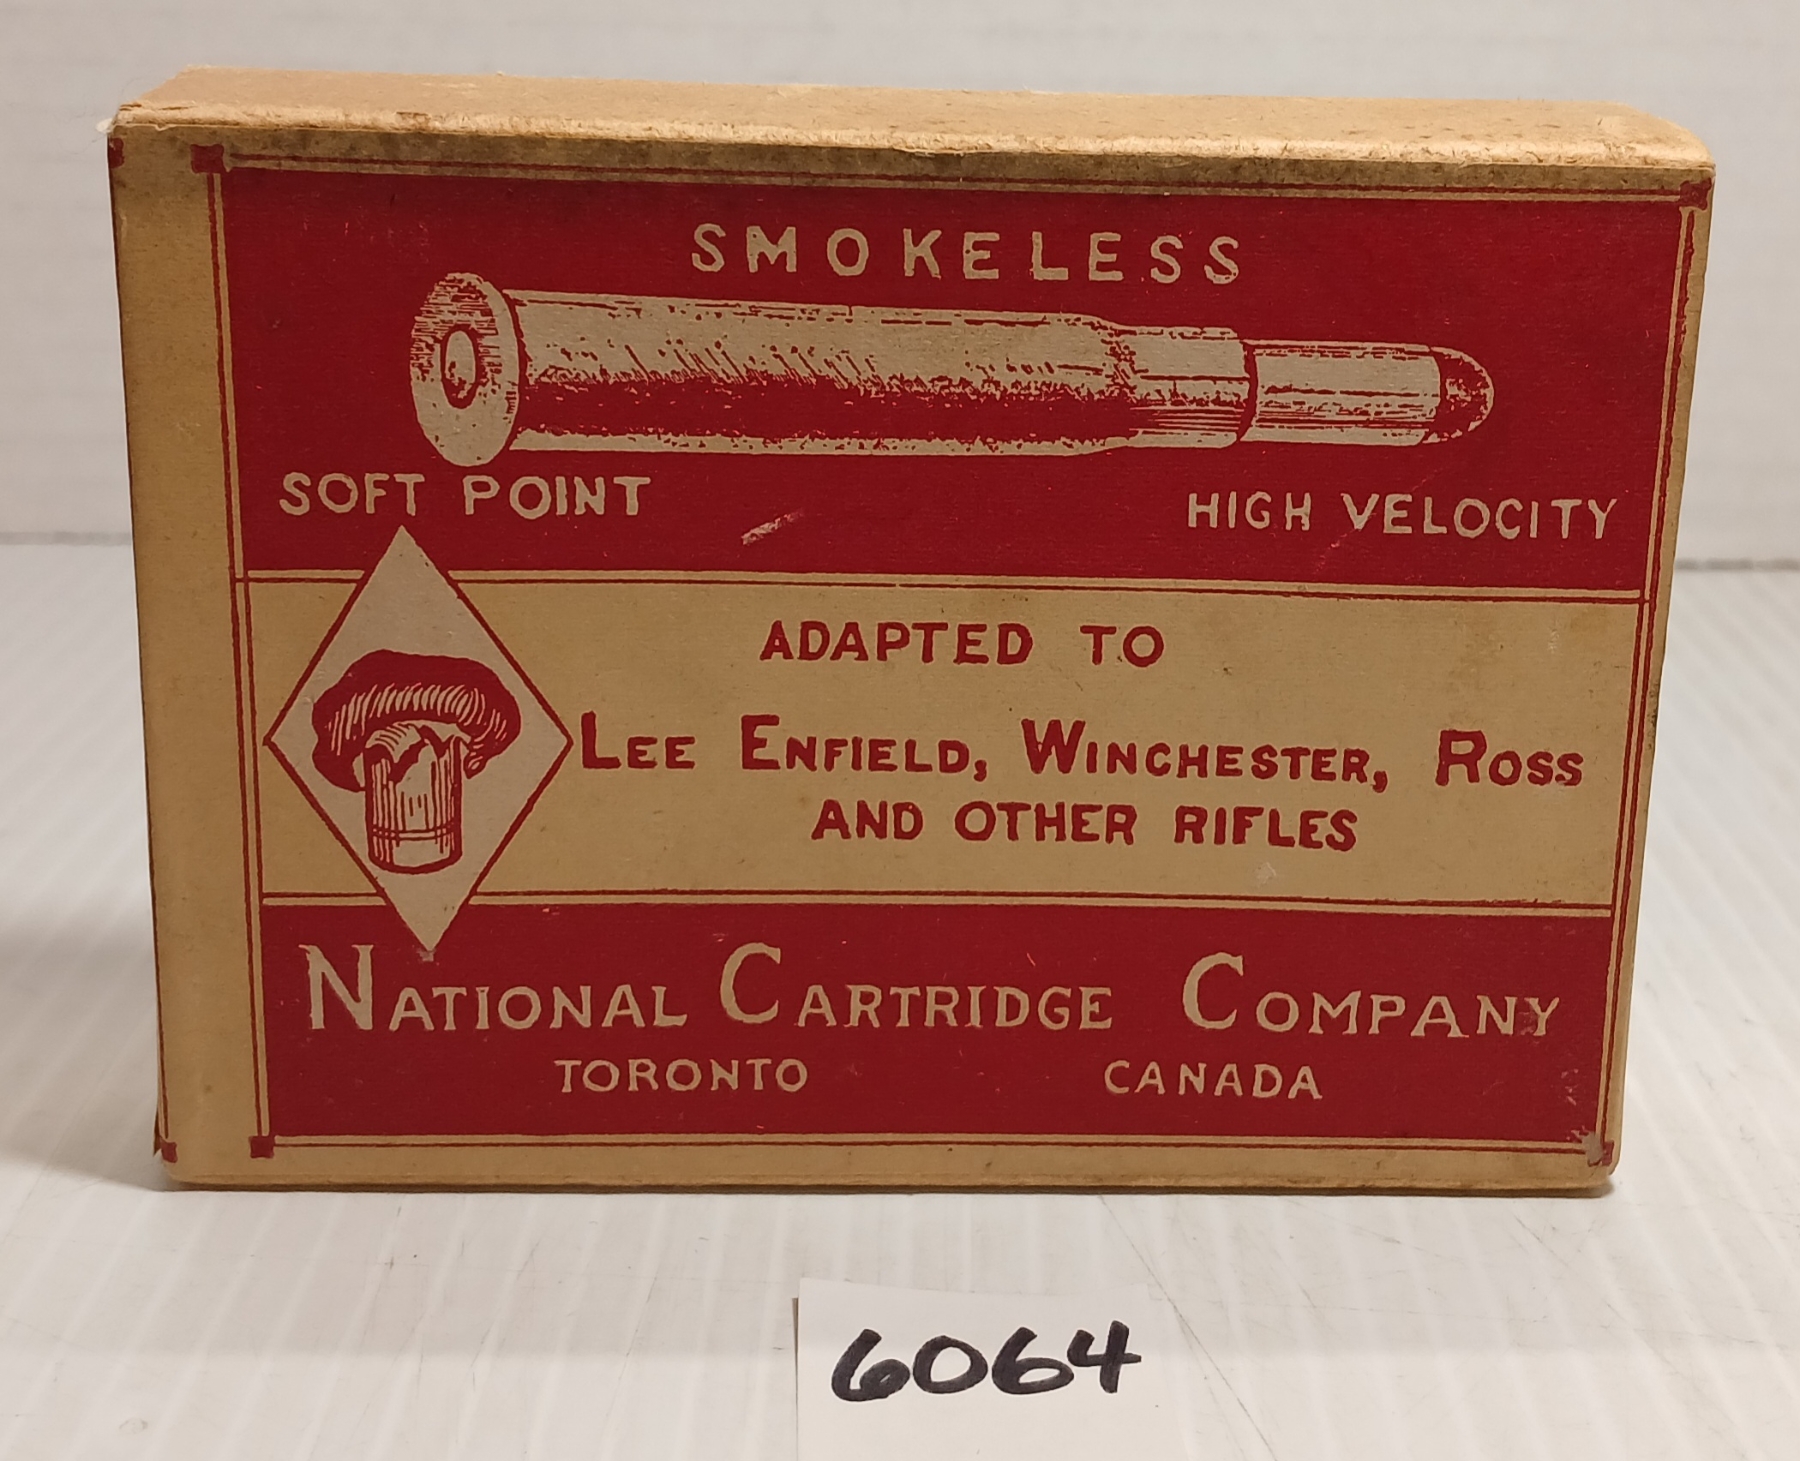 SMOKELESS
SOFT POINT HIGH VELOCITY
ADAPTED TO
LEE ENFIELD, WINCHESTER, ROSS
AND OTHER RIFLES
NATIONAL CARTRIDGE COMPANY
TORONTO CANADA
6064